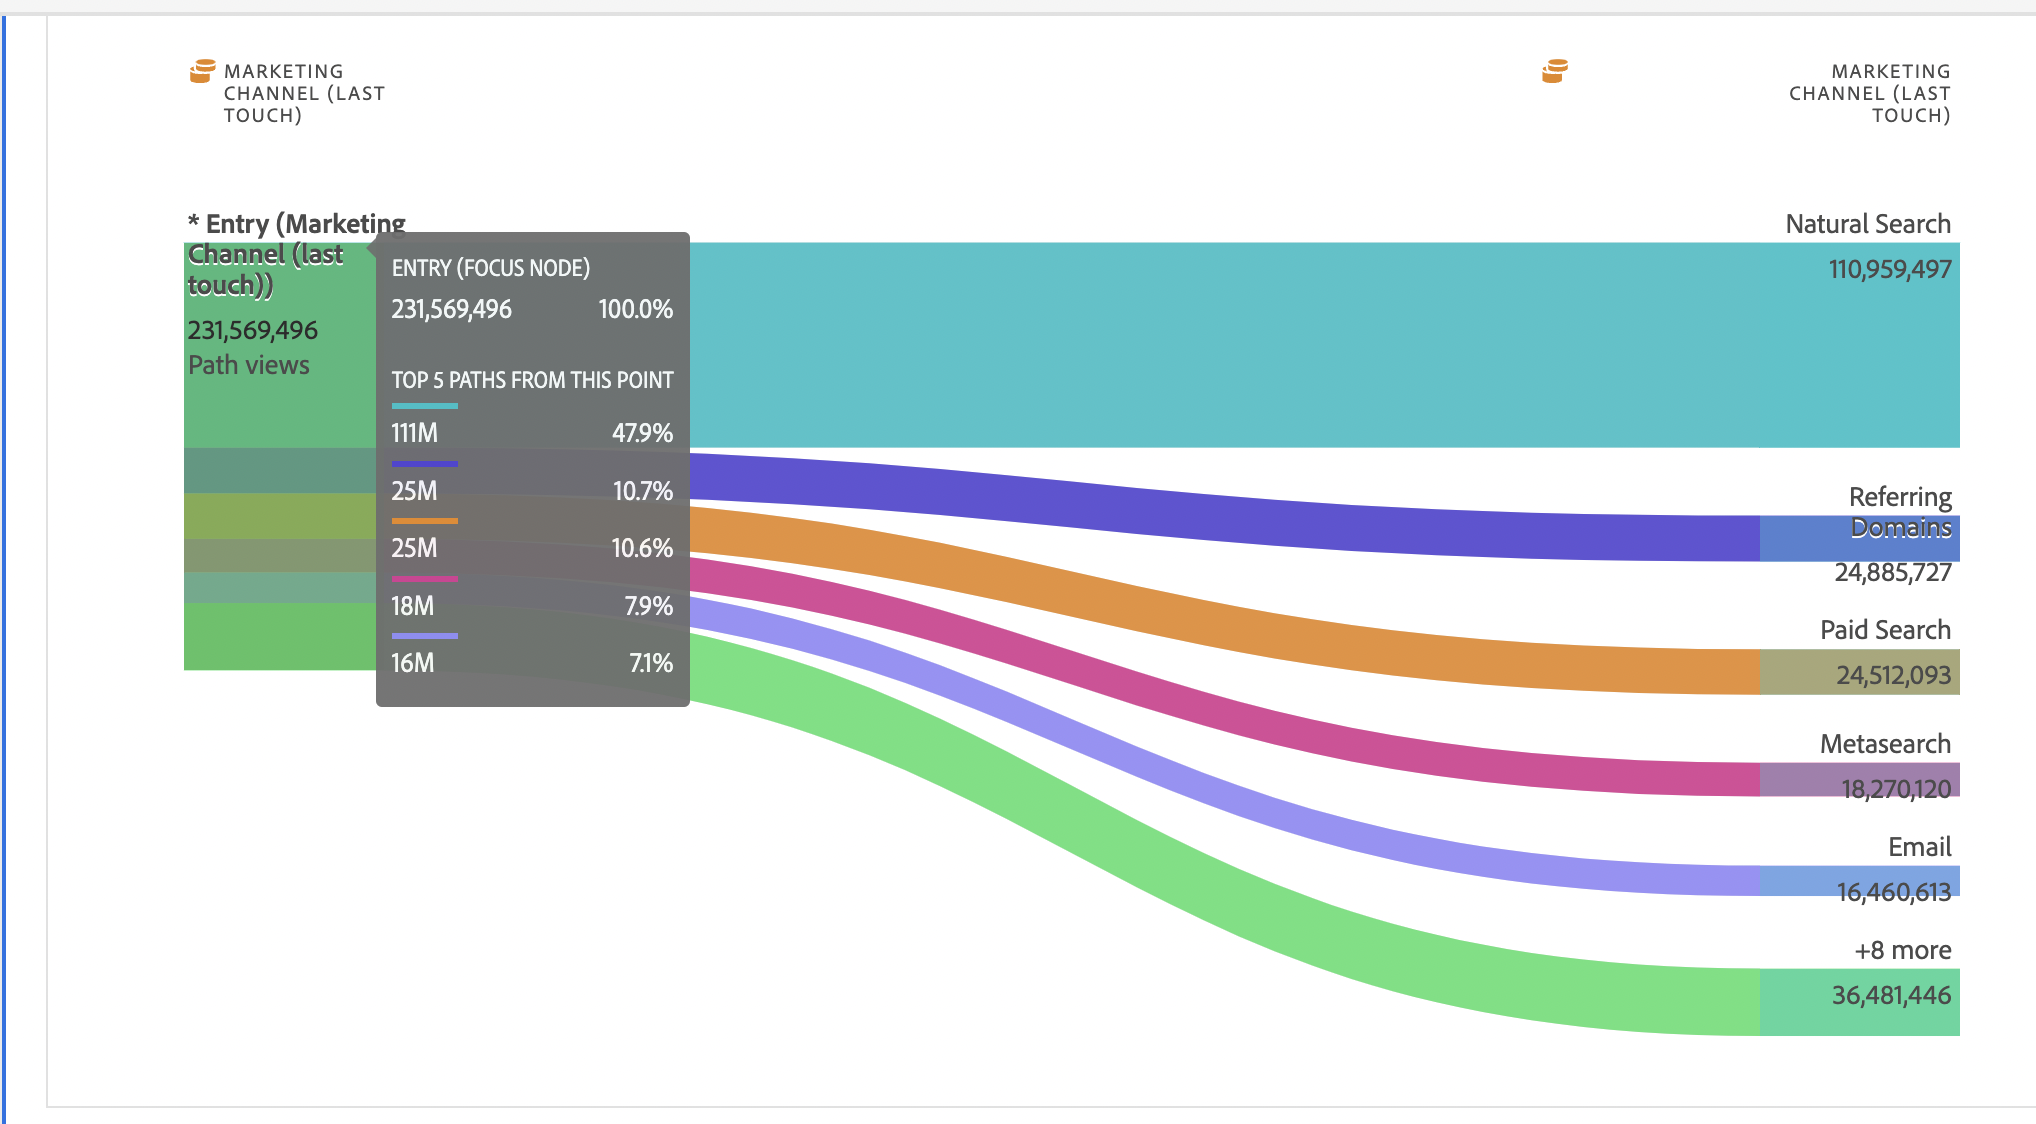 MARKETING
CHANNEL (LAST
TOUCH)
MARKETING
CHANNEL (LAST
TOUCH)
* Entry (Marketing
Channel (last
touch))
231,569,496
Path views
ENTRY (FOCUS NODE)
231,569,496 100.0%
TOP 5 PATHS FROM THIS POINT
111M 47.9%
25M 10.7%
25M 10.6%
18M 7.9%
16M 7.1%
Natural Search
110,959,497
Referring
Domains
24,885,727
Paid Search
24,512,093
Metasearch
18,270,120
Email
16,460,613
+8 more
36,481,446